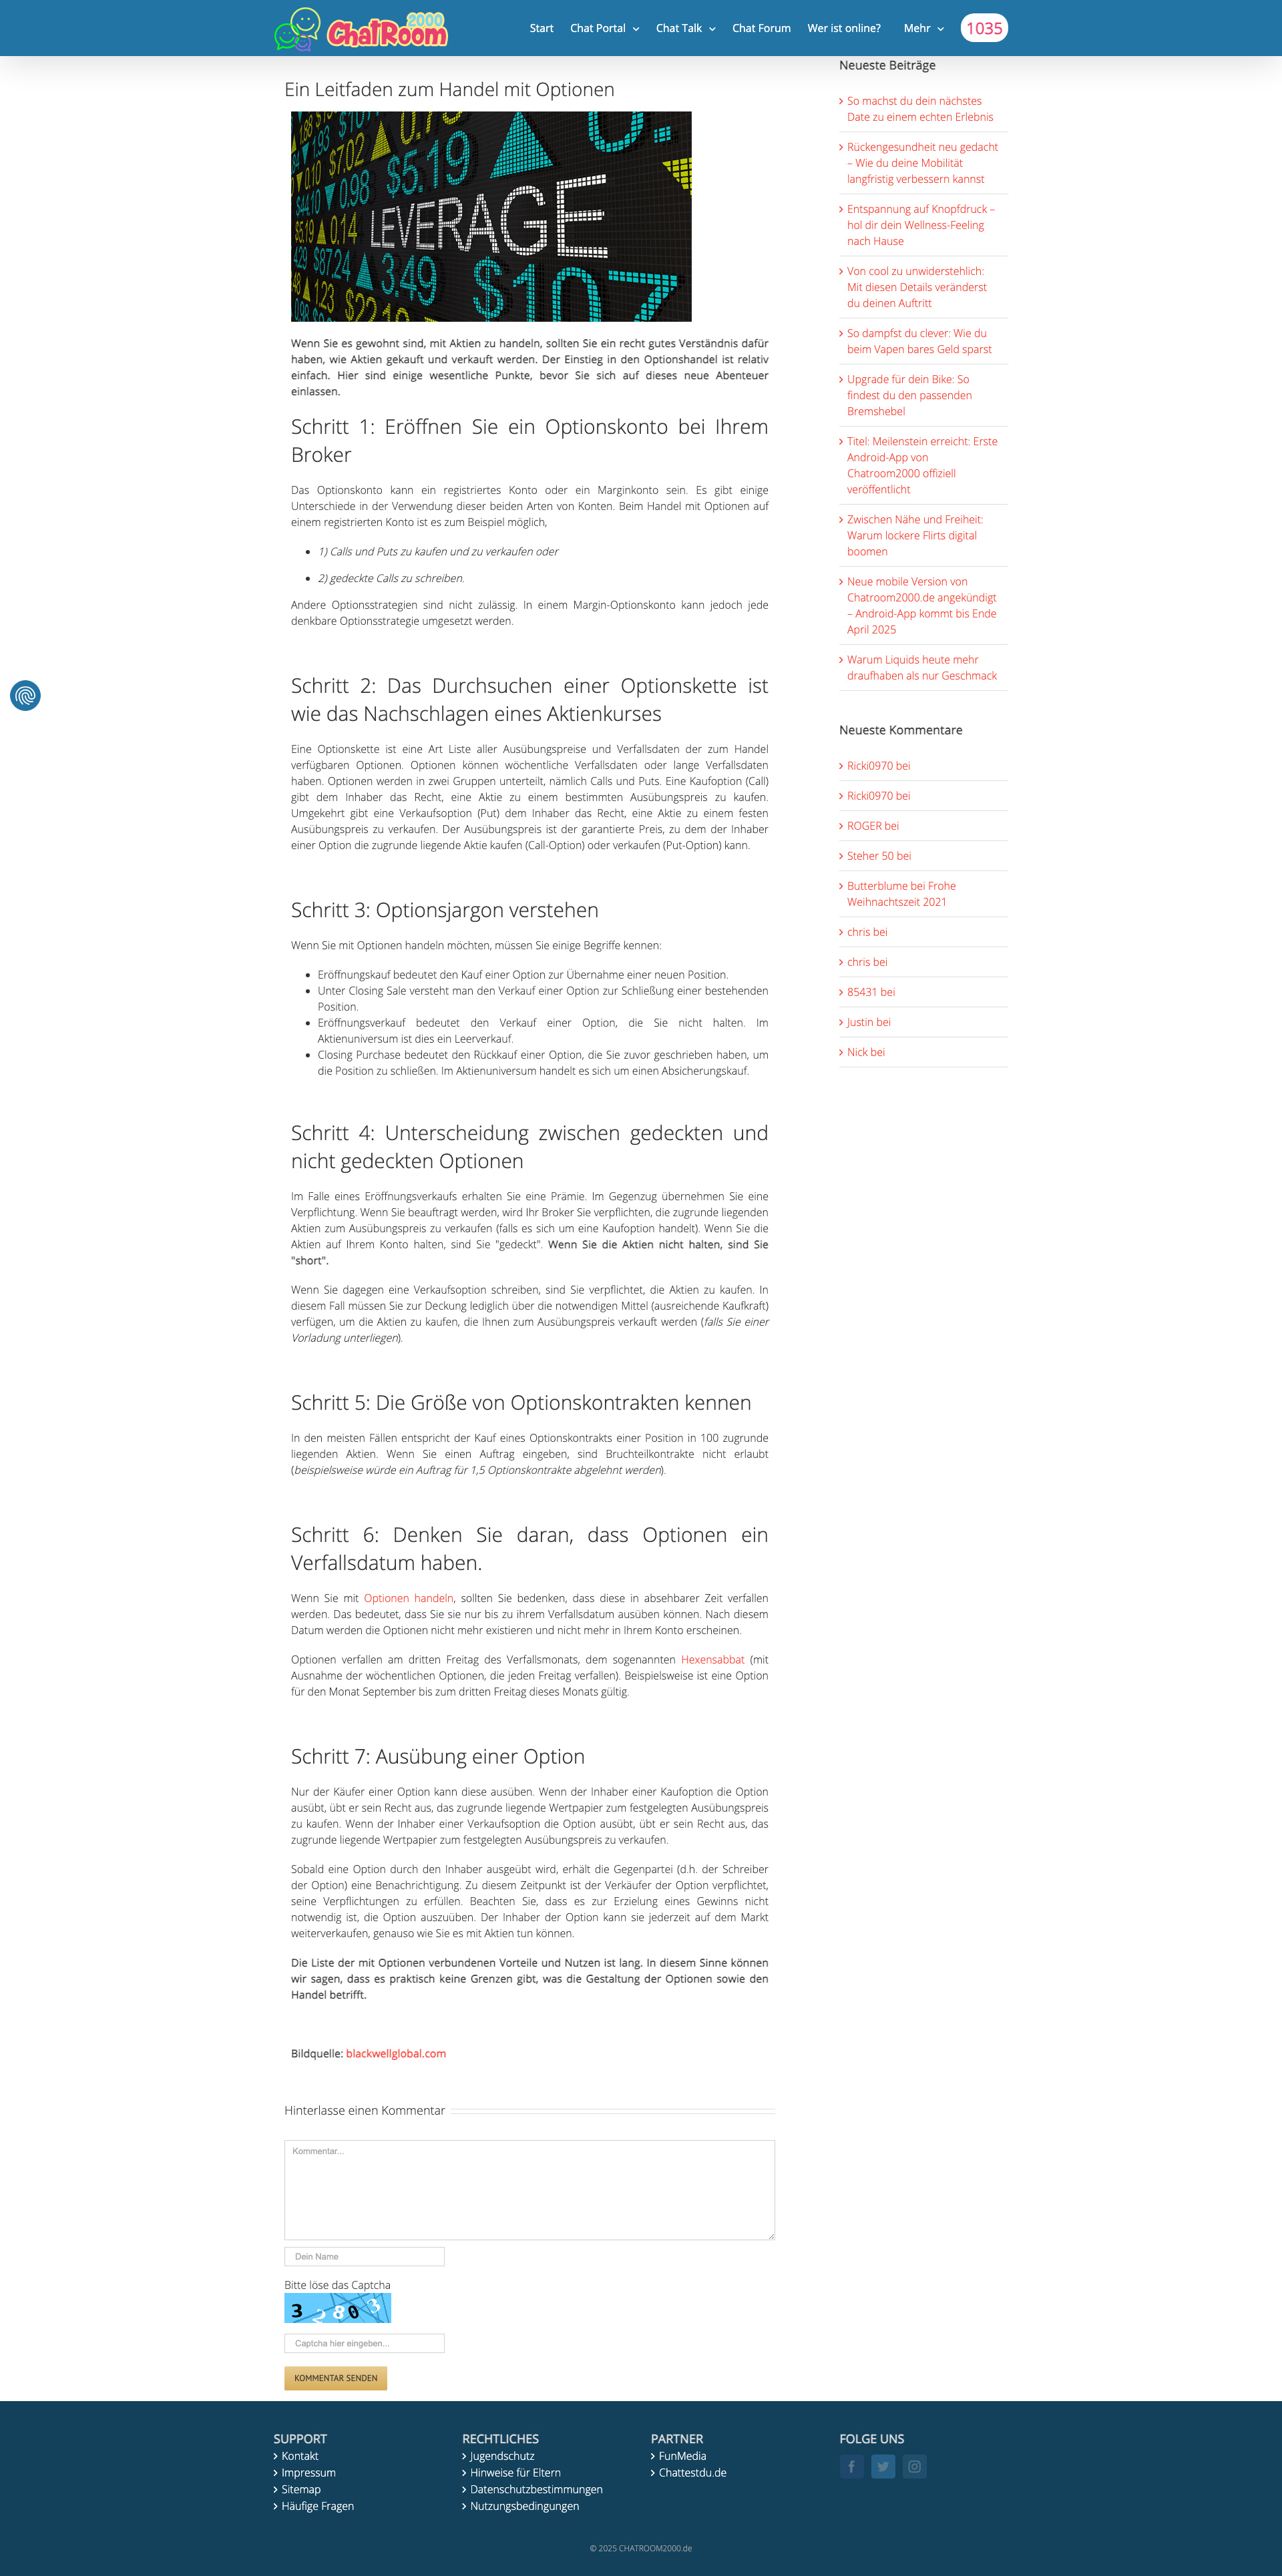 ChatRoom 2000
Start Chat Portal Chat Talk Chat Forum Wer ist online? Mehr 1035
Ein Leitfaden zum Handel mit Optionen
LEVERAGE
Wenn Sie es gewohnt sind, mit Aktien zu handeln, sollten Sie ein recht gutes Verständnis dafür
haben, wie Aktien gekauft und verkauft werden. Der Einstieg in den Optionshandel ist relativ
einfach. Hier sind einige wesentliche Punkte, bevor Sie sich auf dieses neue Abenteuer
einlassen.
Schritt 1: Eröffnen Sie ein Optionskonto bei Ihrem
Broker
Das Optionskonto kann ein registriertes Konto oder ein Marginkonto sein. Es gibt einige
Unterschiede in der Verwendung dieser beiden Arten von Konten. Beim Handel mit Optionen auf
einem registrierten Konto ist es zum Beispiel möglich,
1) Calls und Puts zu kaufen und zu verkaufen oder
2) gedeckte Calls zu schreiben.
Andere Optionsstrategien sind nicht zulässig. In einem Margin-Optionskonto kann jedoch jede
denkbare Optionsstrategie umgesetzt werden.
Schritt 2: Das Durchsuchen einer Optionskette ist
wie das Nachschlagen eines Aktienkurses
Eine Optionskette ist eine Art Liste aller Ausübungspreise und Verfallsdaten der zum Handel
verfügbaren Optionen. Optionen können wöchentliche Verfallsdaten oder lange Verfallsdaten
haben. Optionen werden in zwei Gruppen unterteilt, nämlich Calls und Puts. Eine Kaufoption (Call)
gibt dem Inhaber das Recht, eine Aktie zu einem bestimmten Ausübungspreis zu kaufen.
Umgekehrt gibt eine Verkaufsoption (Put) dem Inhaber das Recht, eine Aktie zu einem festen
Ausübungspreis zu verkaufen. Der Ausübungspreis ist der garantierte Preis, zu dem der Inhaber
einer Option die zugrunde liegende Aktie kaufen (Call-Option) oder verkaufen (Put-Option) kann.
Schritt 3: Optionsjargon verstehen
Wenn Sie mit Optionen handeln möchten, müssen Sie einige Begriffe kennen:
Eröffnungskauf bedeutet den Kauf einer Option zur Übernahme einer neuen Position.
Unter Closing Sale versteht man den Verkauf einer Option zur Schließung einer bestehenden
Position.
Eröffnungsverkauf bedeutet den Verkauf einer Option, die Sie nicht halten. Im
Aktienuniversum ist dies ein Leerverkauf.
Closing Purchase bedeutet den Rückkauf einer Option, die Sie zuvor geschrieben haben, um
die Position zu schließen. Im Aktienuniversum handelt es sich um einen Absicherungskauf.
Schritt 4: Unterscheidung zwischen gedeckten und
nicht gedeckten Optionen
Im Falle eines Eröffnungsverkaufs erhalten Sie eine Prämie. Im Gegenzug übernehmen Sie eine
Verpflichtung. Wenn Sie beauftragt werden, wird Ihr Broker Sie verpflichten, die zugrunde liegenden
Aktien zum Ausübungspreis zu verkaufen (falls es sich um eine Kaufoption handelt). Wenn Sie die
Aktien auf Ihrem Konto halten, sind Sie "gedeckt". Wenn Sie die Aktien nicht halten, sind Sie
"short".
Wenn Sie dagegen eine Verkaufsoption schreiben, sind Sie verpflichtet, die Aktien zu kaufen. In
diesem Fall müssen Sie zur Deckung lediglich über die notwendigen Mittel (ausreichende Kaufkraft)
verfügen, um die Aktien zu kaufen, die Ihnen zum Ausübungspreis verkauft werden (falls Sie einer
Vorladung unterliegen).
Schritt 5: Die Größe von Optionskontrakten kennen
In den meisten Fällen entspricht der Kauf eines Optionskontrakts einer Position in 100 zugrunde
liegenden Aktien. Wenn Sie einen Auftrag eingeben, sind Bruchteilkontrakte nicht erlaubt
(beispielsweise würde ein Auftrag für 1,5 Optionskontrakte abgelehnt werden).
Schritt 6: Denken Sie daran, dass Optionen ein
Verfallsdatum haben.
Wenn Sie mit Optionen handeln, sollten Sie bedenken, dass diese in absehbarer Zeit verfallen
werden. Das bedeutet, dass Sie sie nur bis zu ihrem Verfallsdatum ausüben können. Nach diesem
Datum werden die Optionen nicht mehr existieren und nicht mehr in Ihrem Konto erscheinen.
Optionen verfallen am dritten Freitag des Verfallsmonats, dem sogenannten Hexensabbat (mit
Ausnahme der wöchentlichen Optionen, die jeden Freitag verfallen). Beispielsweise ist eine Option
für den Monat September bis zum dritten Freitag dieses Monats gültig.
Schritt 7: Ausübung einer Option
Nur der Käufer einer Option kann diese ausüben. Wenn der Inhaber einer Kaufoption die Option
ausübt, übt er sein Recht aus, das zugrunde liegende Wertpapier zum festgelegten Ausübungspreis
zu kaufen. Wenn der Inhaber einer Verkaufsoption die Option ausübt, übt er sein Recht aus, das
zugrunde liegende Wertpapier zum festgelegten Ausübungspreis zu verkaufen.
Sobald eine Option durch den Inhaber ausgeübt wird, erhält die Gegenpartei (d.h. der Schreiber
der Option) eine Benachrichtigung. Zu diesem Zeitpunkt ist der Verkäufer der Option verpflichtet,
seine Verpflichtungen zu erfüllen. Beachten Sie, dass es zur Erzielung eines Gewinns nicht
notwendig ist, die Option auszuüben. Der Inhaber der Option kann sie jederzeit auf dem Markt
weiterverkaufen, genauso wie Sie es mit Aktien tun können.
Die Liste der mit Optionen verbundenen Vorteile und Nutzen ist lang. In diesem Sinne können
wir sagen, dass es praktisch keine Grenzen gibt, was die Gestaltung der Optionen sowie den
Handel betrifft.
Bildquelle: blackwellglobal.com
Hinterlasse einen Kommentar
Kommentar...
Dein Name
Bitte löse das Captcha
3 2 8 0 3
Captcha hier eingeben...
KOMMENTAR SENDEN
Neueste Beiträge
So machst du dein nächstes
Date zu einem echten Erlebnis
Rückengesundheit neu gedacht
– Wie du deine Mobilität
langfristig verbessern kannst
Entspannung auf Knopfdruck –
hol dir dein Wellness-Feeling
nach Hause
Von cool zu unwiderstehlich:
Mit diesen Details veränderst
du deinen Auftritt
So dampfst du clever: Wie du
beim Vapen bares Geld sparst
Upgrade für dein Bike: So
findest du den passenden
Bremshebel
Titel: Meilenstein erreicht: Erste
Android-App von
Chatroom2000 offiziell
veröffentlicht
Zwischen Nähe und Freiheit:
Warum lockere Flirts digital
boomen
Neue mobile Version von
Chatroom2000.de angekündigt
– Android-App kommt bis Ende
April 2025
Warum Liquids heute mehr
draufhaben als nur Geschmack
Neueste Kommentare
Ricki0970 bei
Ricki0970 bei
ROGER bei
Steher 50 bei
Butterblume bei Frohe
Weihnachtszeit 2021
chris bei
chris bei
85431 bei
Justin bei
Nick bei
SUPPORT
Kontakt
Impressum
Sitemap
Häufige Fragen
RECHTLICHES
Jugendschutz
Hinweise für Eltern
Datenschutzbestimmungen
Nutzungsbedingungen
PARTNER
FunMedia
Chattestdu.de
FOLGE UNS
© 2025 CHATROOM2000.de